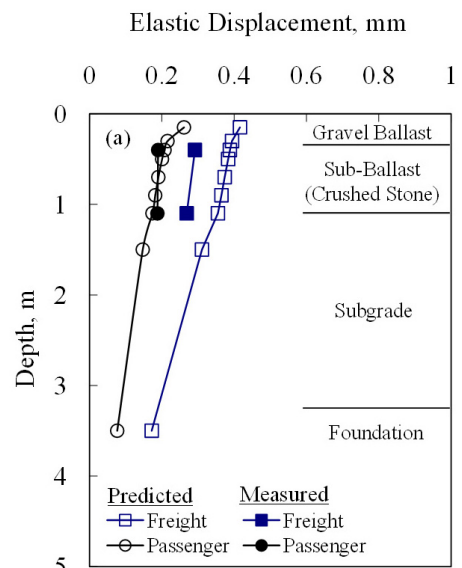 Elastic Displacement, mm
0 0.2 0.4 0.6 0.8 1
0
1
2
3
4
5
Depth, m
(a)
Gravel Ballast
Sub-Ballast
(Crushed Stone)
Subgrade
Foundation
Predicted Measured
Freight Freight
Passenger Passenger